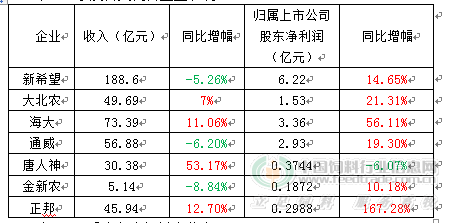 企业 收入（亿元） 同比增幅 归属上市公司股东净利润（亿元） 同比增幅
新希望 188.6 -5.26% 6.22 14.65%
大北农 49.69 7% 1.53 21.31%
海大 73.39 11.06% 3.36 56.11%
通威 56.88 -6.20% 2.93 19.30%
唐人神 30.38 53.17% 0.3744 -6.07%
金新农 5.14 -8.84% 0.1872 10.18%
正邦 45.94 12.70% 0.2988 167.28%